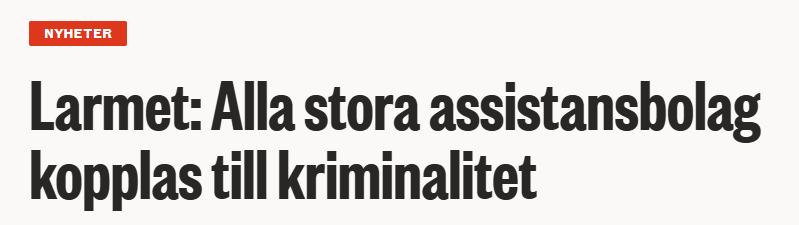 NYHETER
Larmet: Alla stora assistansbolag
kopplas till kriminalitet